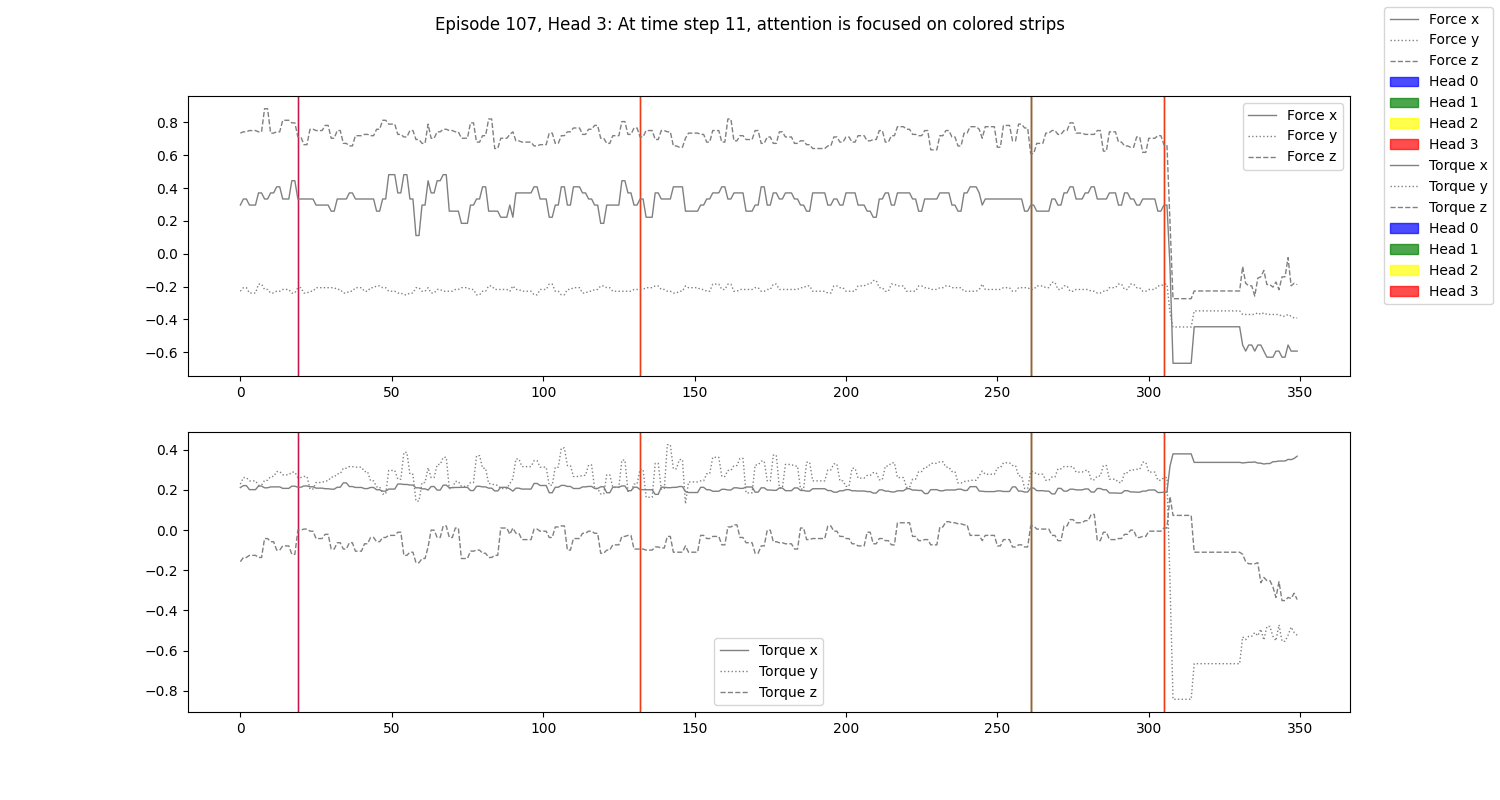 Episode 107, Head 3: At time step 11, attention is focused on colored strips
Force x
Force y
Force z
Head 0
Head 1
Head 2
Head 3
Torque x
Torque y
Torque z
Head 0
Head 1
Head 2
Head 3
0.8
0.6
0.4
0.2
0.0
−0.2
−0.4
−0.6
Force x
Force y
Force z
0 50 100 150 200 250 300 350
0.4
0.2
0.0
−0.2
−0.4
−0.6
−0.8
Torque x
Torque y
Torque z
0 50 100 150 200 250 300 350